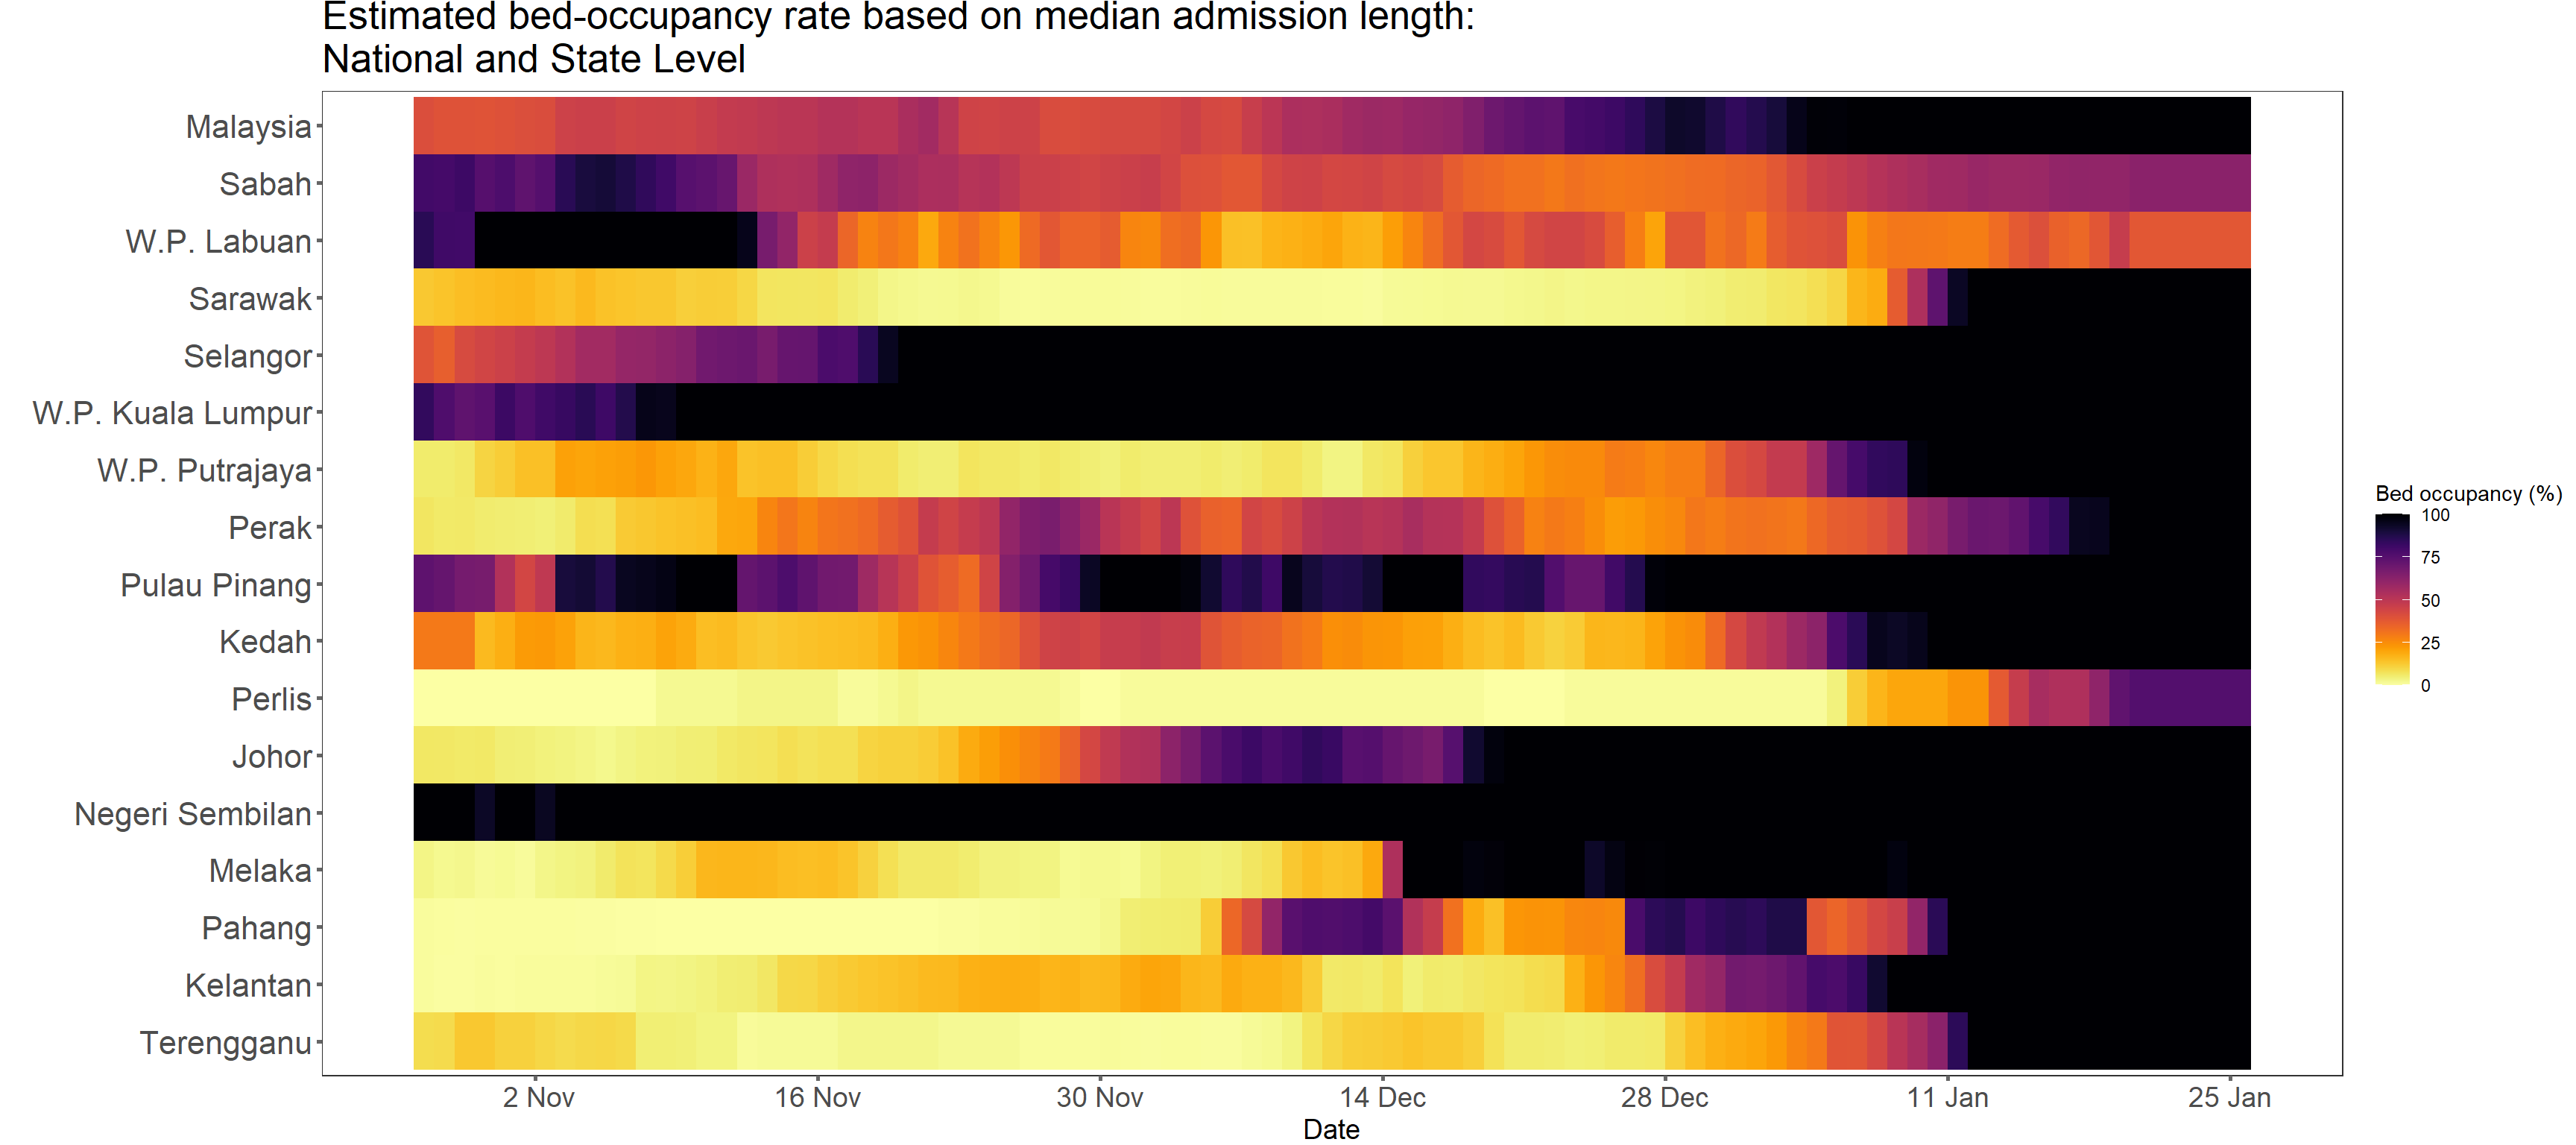 Estimated bed-occupancy rate based on median admission length:
National and State Level
Malaysia
Sabah
W.P. Labuan
Sarawak
Selangor
W.P. Kuala Lumpur
W.P. Putrajaya
Perak
Pulau Pinang
Kedah
Perlis
Johor
Negeri Sembilan
Melaka
Pahang
Kelantan
Terengganu
2 Nov
16 Nov
30 Nov
14 Dec
28 Dec
11 Jan
25 Jan
Date
Bed occupancy (%)
100
75
50
25
0